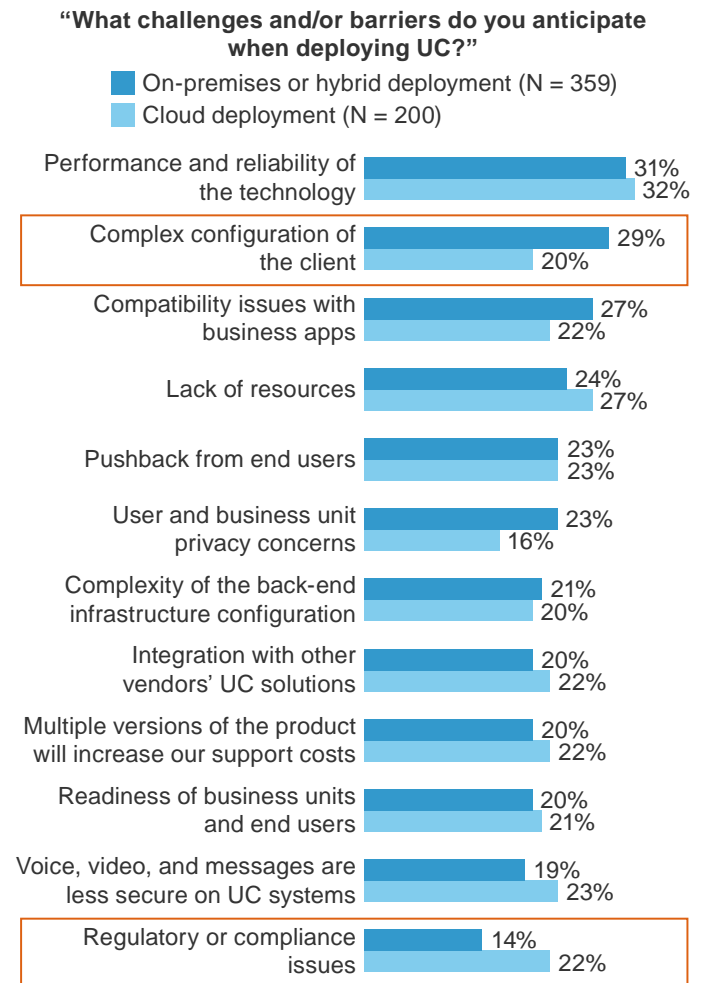 “What challenges and/or barriers do you anticipate
when deploying UC?”
On-premises or hybrid deployment (N = 359)
Cloud deployment (N = 200)
Performance and reliability of
the technology
31%
32%
Complex configuration of
the client
29%
20%
Compatibility issues with
business apps
27%
22%
Lack of resources
24%
27%
Pushback from end users
23%
23%
User and business unit
privacy concerns
23%
16%
Complexity of the back-end
infrastructure configuration
21%
20%
Integration with other
vendors’ UC solutions
20%
22%
Multiple versions of the product
will increase our support costs
20%
22%
Readiness of business units
and end users
20%
21%
Voice, video, and messages are
less secure on UC systems
19%
23%
Regulatory or compliance
issues
14%
22%